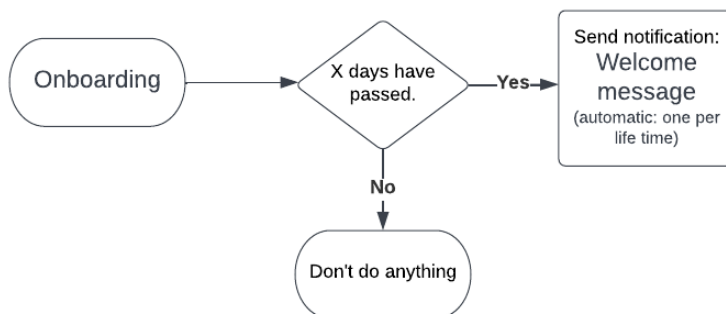 Onboarding
X days have
passed.
Yes
Send notification:
Welcome
message
(automatic: one per
life time)
No
Don't do anything